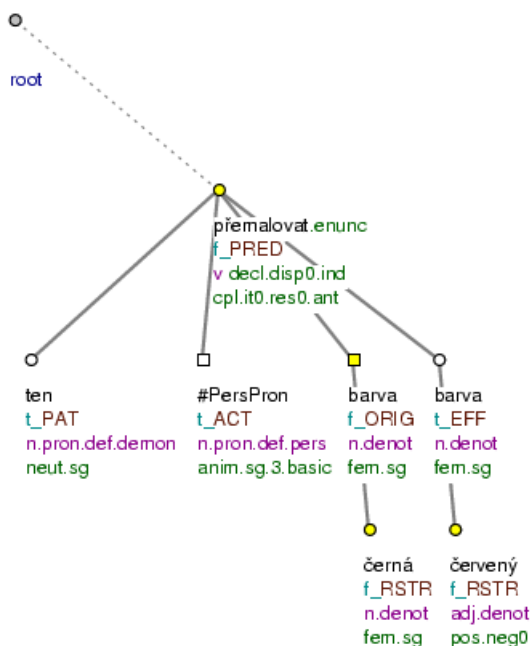 root
přemalovat.enunc
f_PRED
v decl.disp0.ind
cpl.it0.res0.ant
ten
t_PAT
n.pron.def.demon
neut.sg
#PersPron
t_ACT
n.pron.def.pers
anim.sg.3.basic
barva
f_ORIG
n.denot
fem.sg
barva
t_EFF
n.denot
fem.sg
černá
f_RSTR
n.denot
fem.sg
červený
f_RSTR
adj.denot
pos.neg0